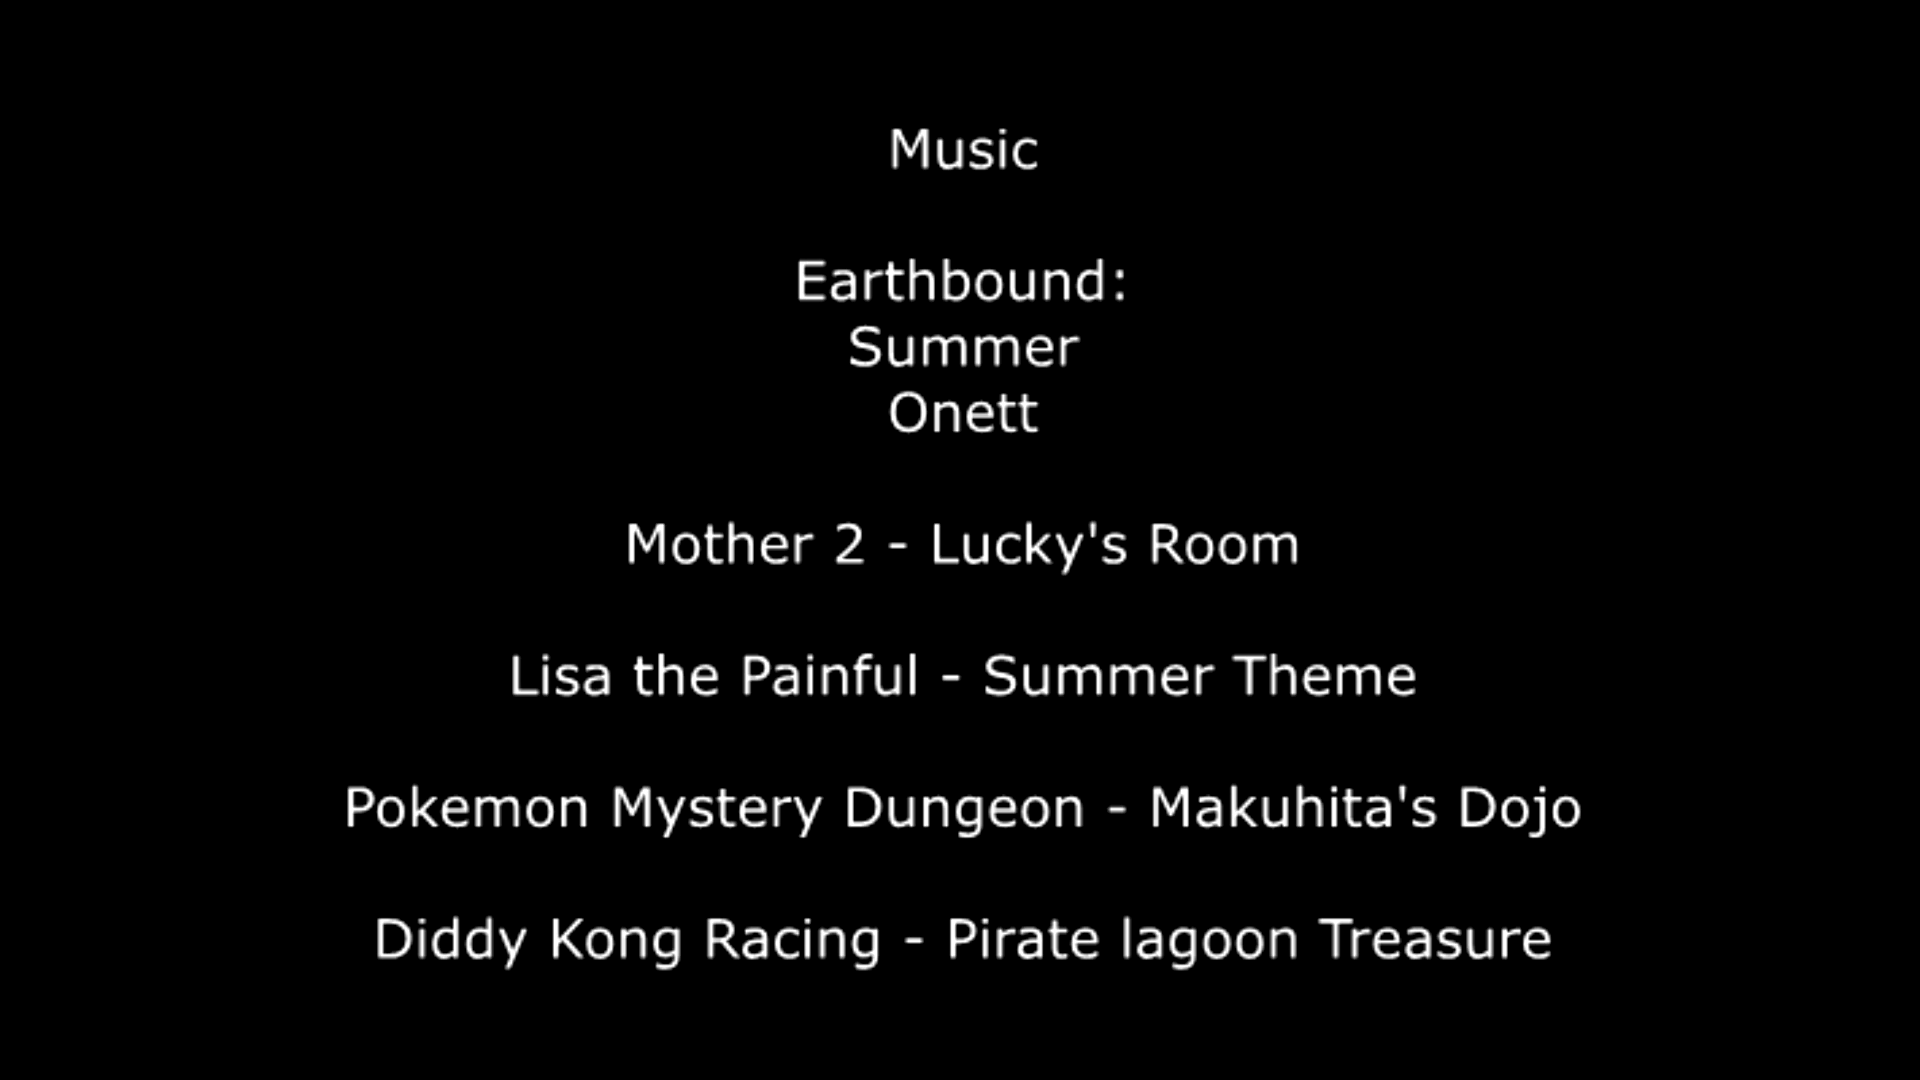 Music
Earthbound:
Summer
Onett
Mother 2 - Lucky's Room
Lisa the Painful - Summer Theme
Pokemon Mystery Dungeon - Makuhita's Dojo
Diddy Kong Racing - Pirate lagoon Treasure